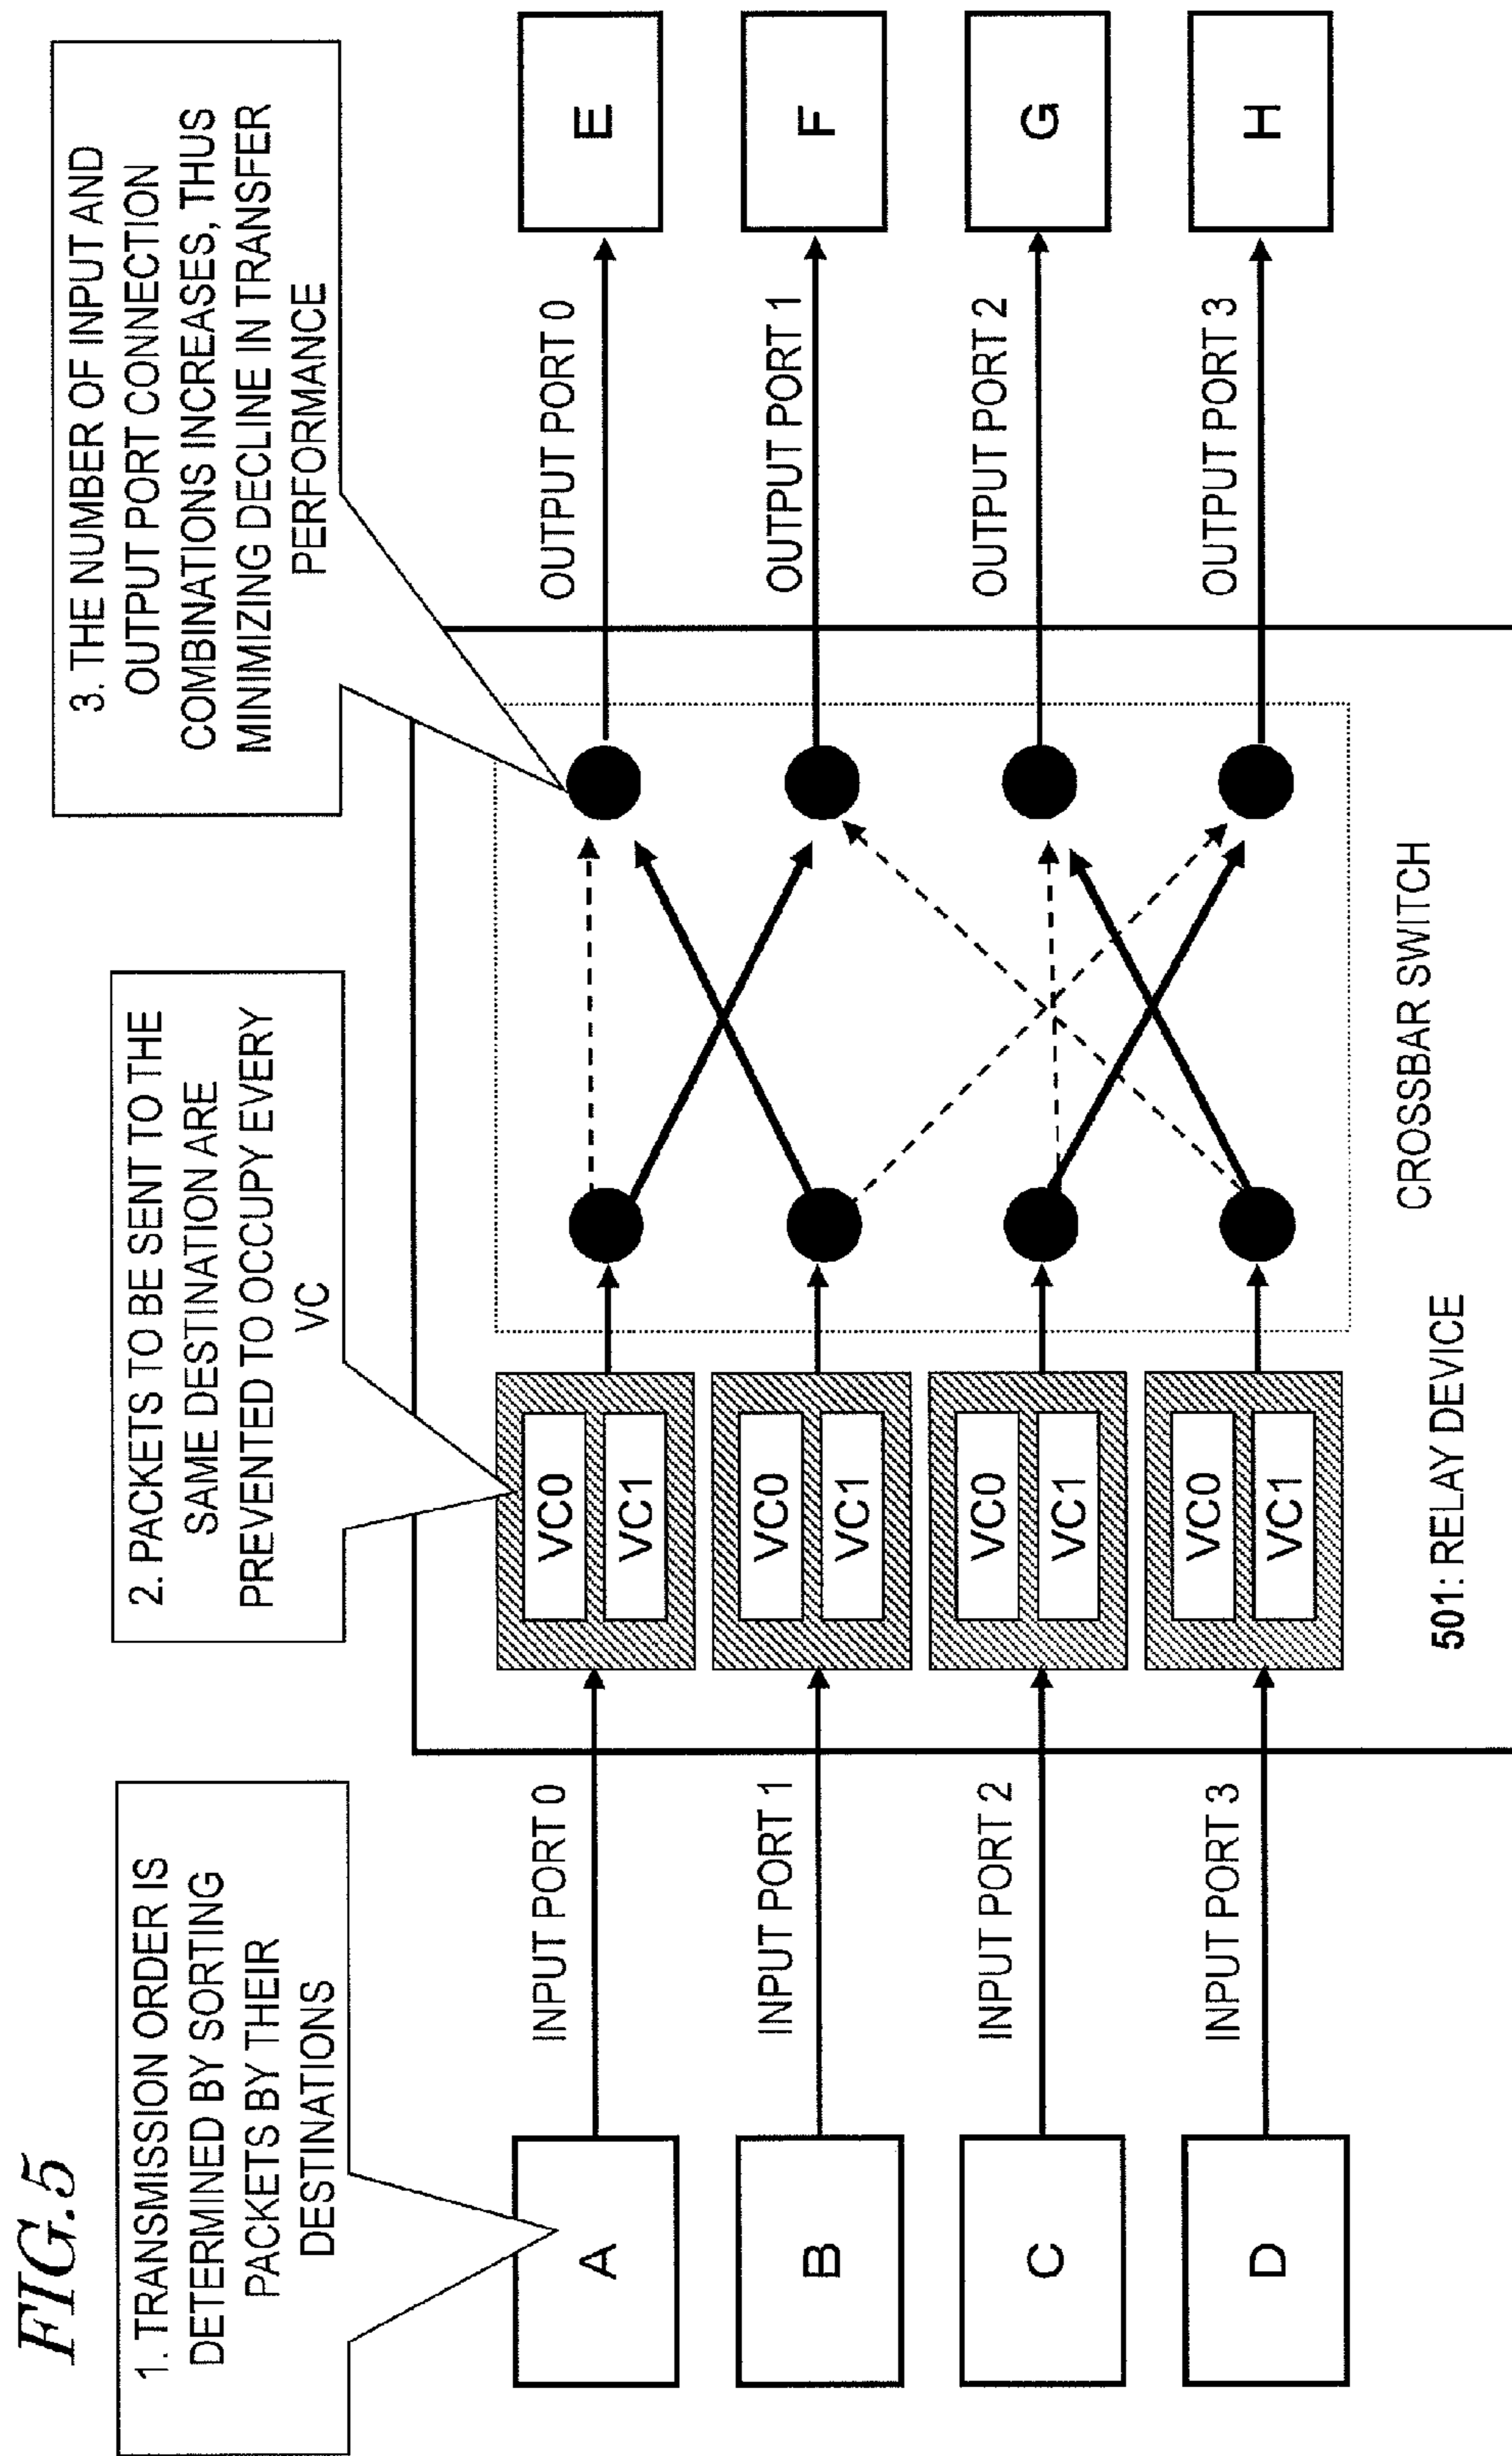 FIG.5
1. TRANSMISSION ORDER IS
DETERMINED BY SORTING
PACKETS BY THEIR
DESTINATIONS
2. PACKETS TO BE SENT TO THE
SAME DESTINATION ARE
PREVENTED TO OCCUPY EVERY
VC
3. THE NUMBER OF INPUT AND
OUTPUT PORT CONNECTION
COMBINATIONS INCREASES, THUS
MINIMIZING DECLINE IN TRANSFER
PERFORMANCE
A
INPUT PORT 0
VC0
VC1
OUTPUT PORT 0
E
B
INPUT PORT 1
VC0
VC1
OUTPUT PORT 1
F
C
INPUT PORT 2
VC0
VC1
OUTPUT PORT 2
G
D
INPUT PORT 3
VC0
VC1
OUTPUT PORT 3
H
CROSSBAR SWITCH
501: RELAY DEVICE